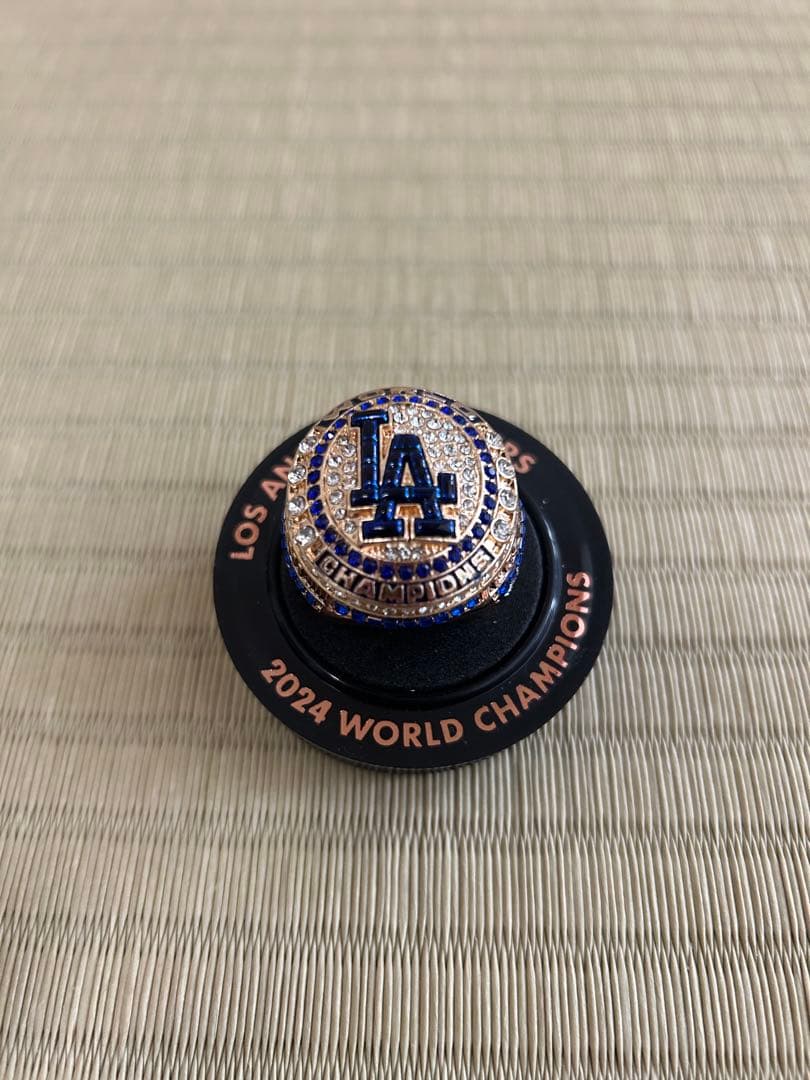 LOS AN
RS
LA
CHAMPIONS
2024 WORLD CHAMPIONS